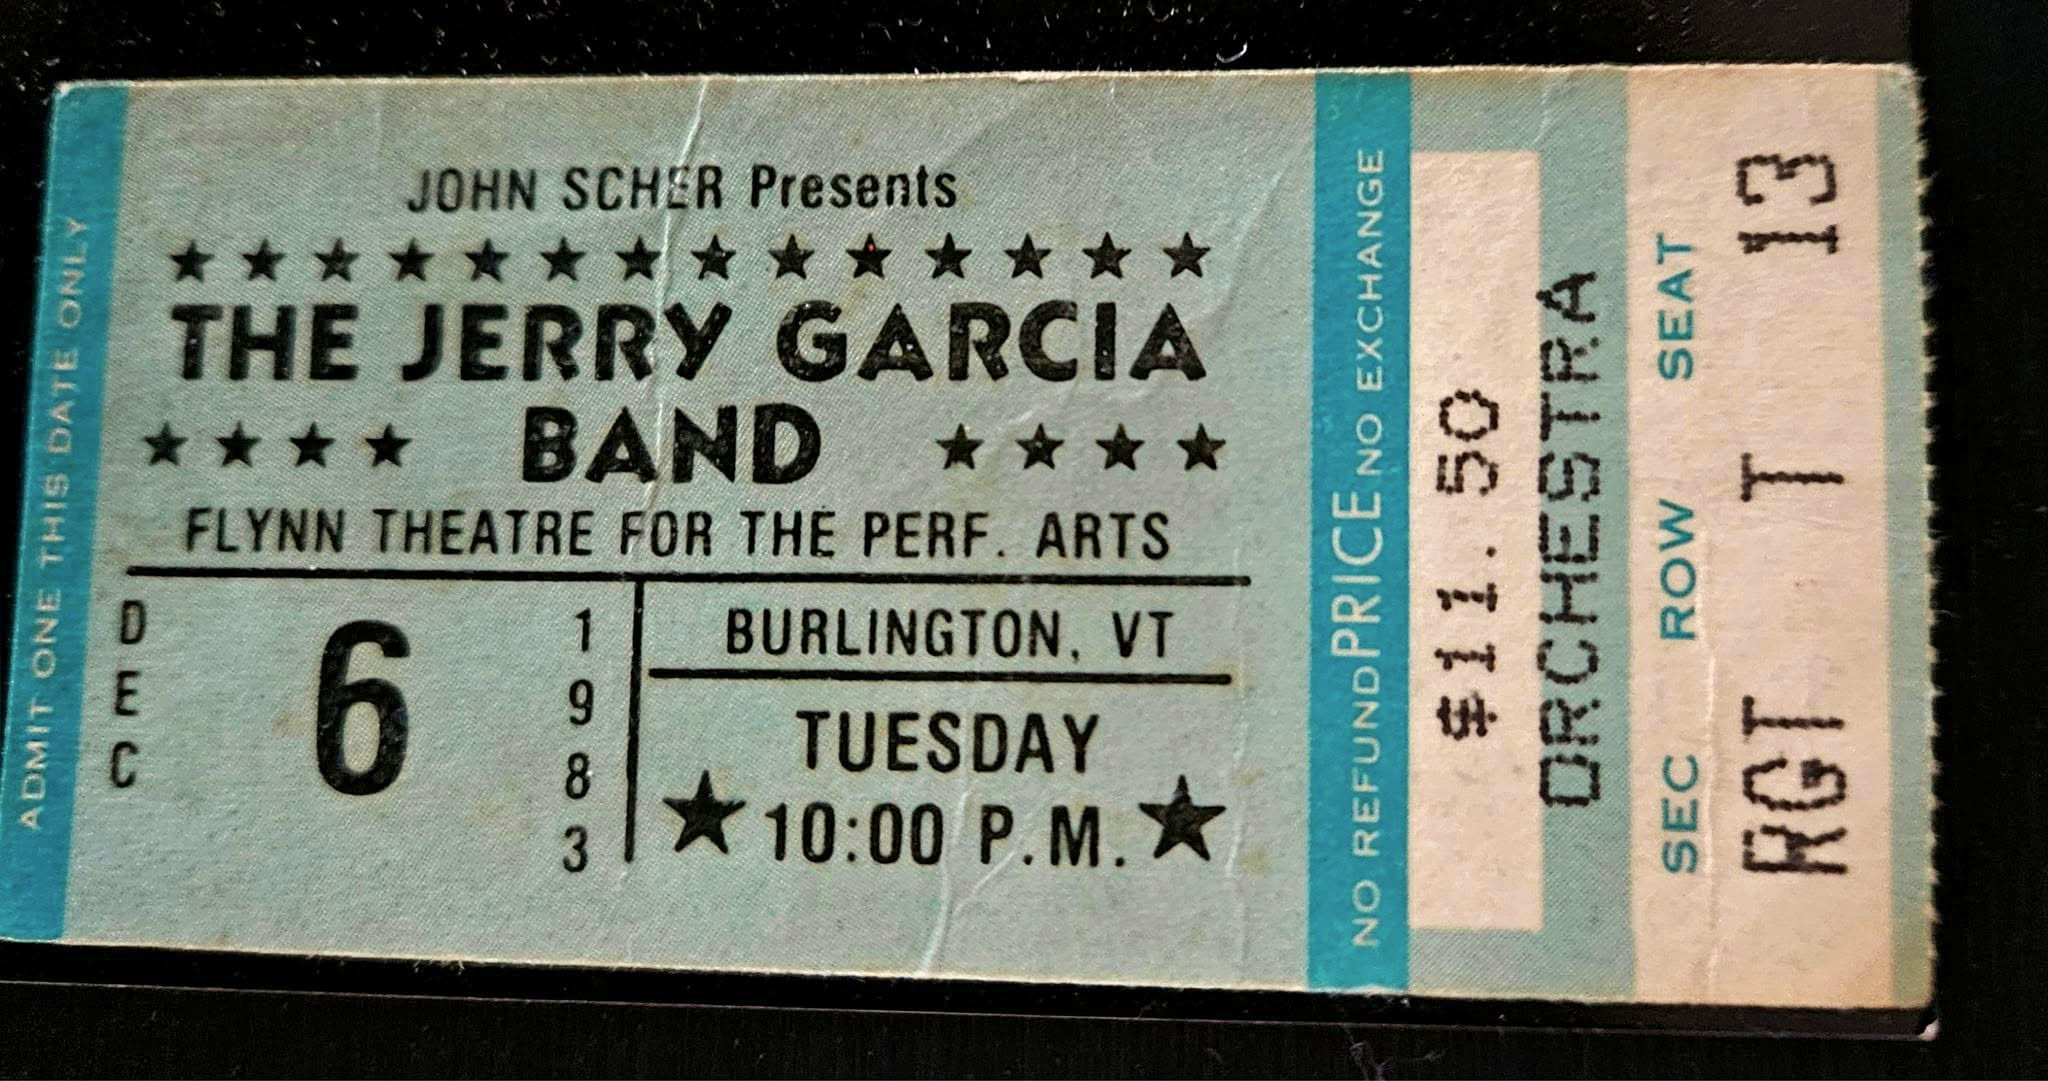 ADMIT ONE THIS DATE ONLY
JOHN SCHER Presents
THE JERRY GARCIA
BAND
FLYNN THEATRE FOR THE PERF. ARTS
DEC
6
1983
BURLINGTON, VT
TUESDAY
10:00 P.M.
NO REFUND PRICE NO EXCHANGE
$11.50
ORCHESTRA
SEC ROW SEAT
RGT T 13